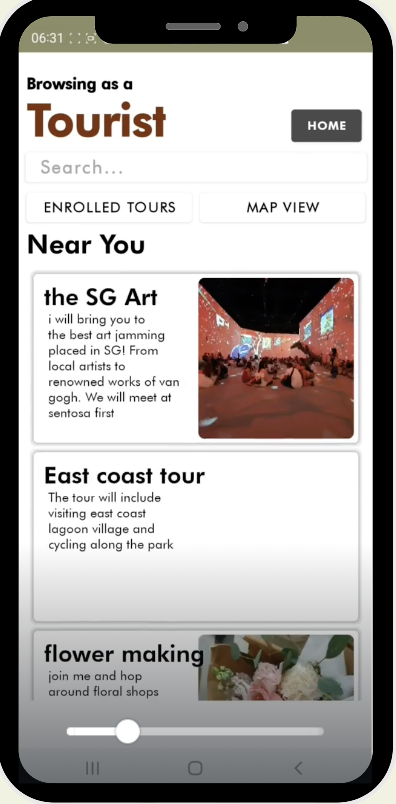 06:31
Browsing as a
Tourist
HOME
Search...
ENROLLED TOURS
MAP VIEW
Near You
the SG Art
i will bring you to
the best art jamming
placed in SG! From
local artists to
renowned works of van
gogh. We will meet at
sentosa first
East coast tour
The tour will include
visiting east coast
lagoon village and
cycling along the park
flower making
join me and hop
around floral shops